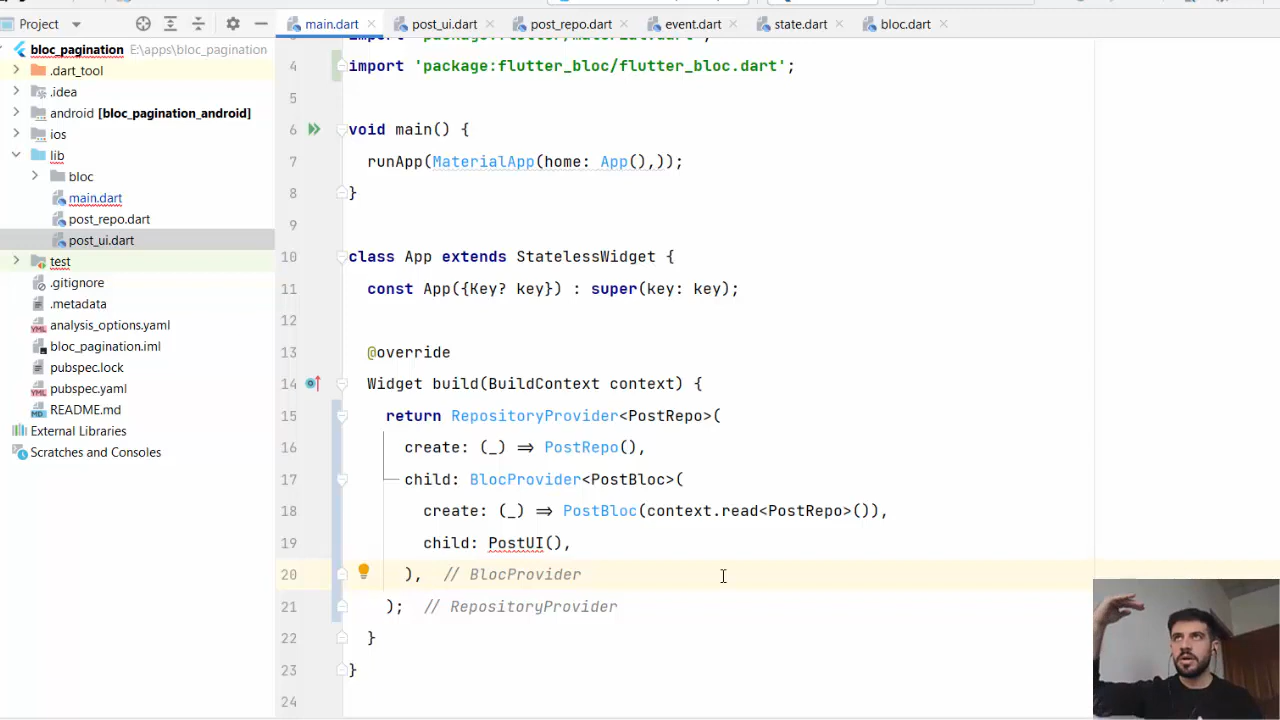 Project
main.dart
post_ui.dart
post_repo.dart
event.dart
state.dart
bloc.dart
bloc_pagination E:\apps\bloc_pagination
.dart_tool
.idea
android [bloc_pagination_android]
ios
lib
bloc
main.dart
post_repo.dart
post_ui.dart
test
.gitignore
.metadata
analysis_options.yaml
bloc_pagination.iml
pubspec.lock
pubspec.yaml
README.md
External Libraries
Scratches and Consoles
import 'package:flutter/material.dart';
4 import 'package:flutter_bloc/flutter_bloc.dart';
5
6 void main() {
7 runApp(MaterialApp(home: App(),));
8 }
9
10 class App extends StatelessWidget {
11 const App({Key? key}) : super(key: key);
12
13 @override
14 Widget build(BuildContext context) {
15 return RepositoryProvider<PostRepo>(
16 create: (_) ⇒ PostRepo(),
17 child: BlocProvider<PostBloc>(
18 create: (_) ⇒ PostBloc(context.read<PostRepo>()),
19 child: PostUI(),
20 ), // BlocProvider
21 ); // RepositoryProvider
22 }
23 }
24